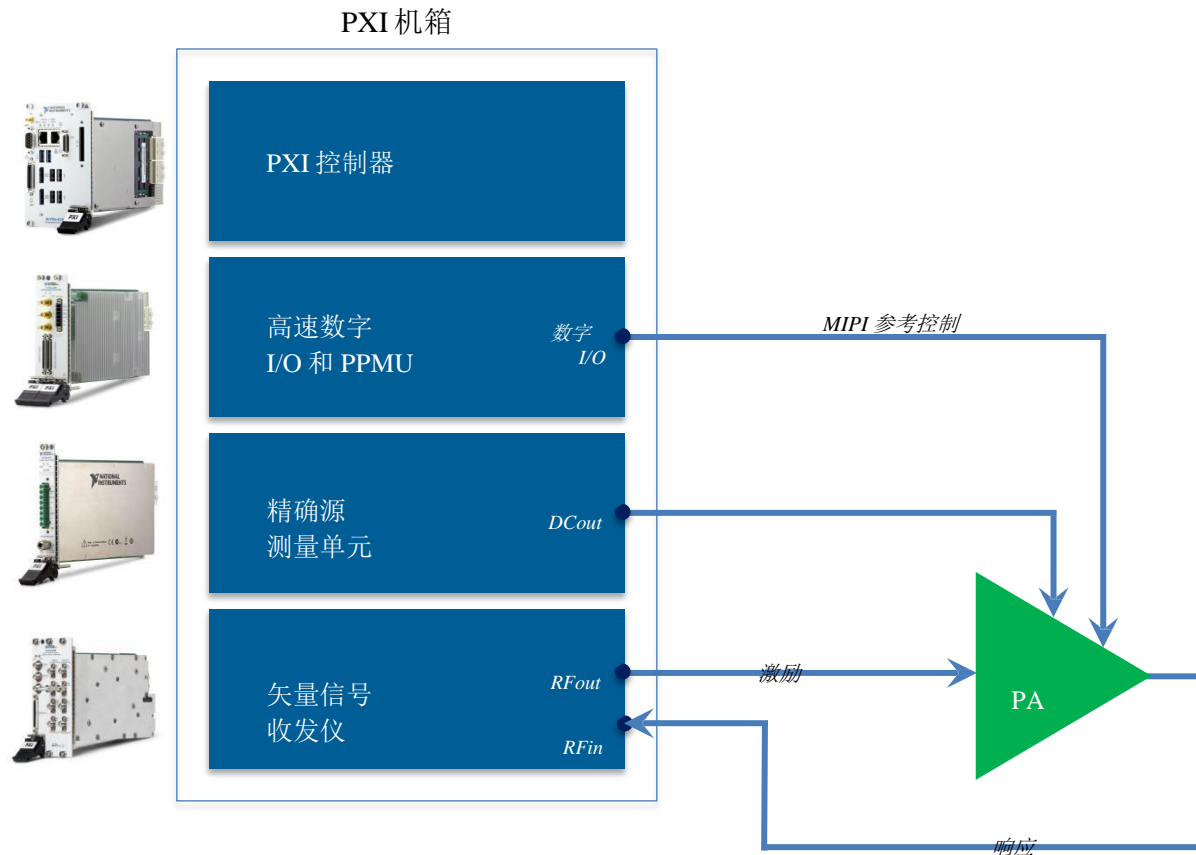 PXI 机箱
PXI 控制器
高速数字
I/O 和 PPMU
数字
I/O
MIPI 参考控制
精确源
测量单元
DCout
NATIONAL
INSTRUMENTS
矢量信号
收发仪
RFout
RFin
激励
PA
响应